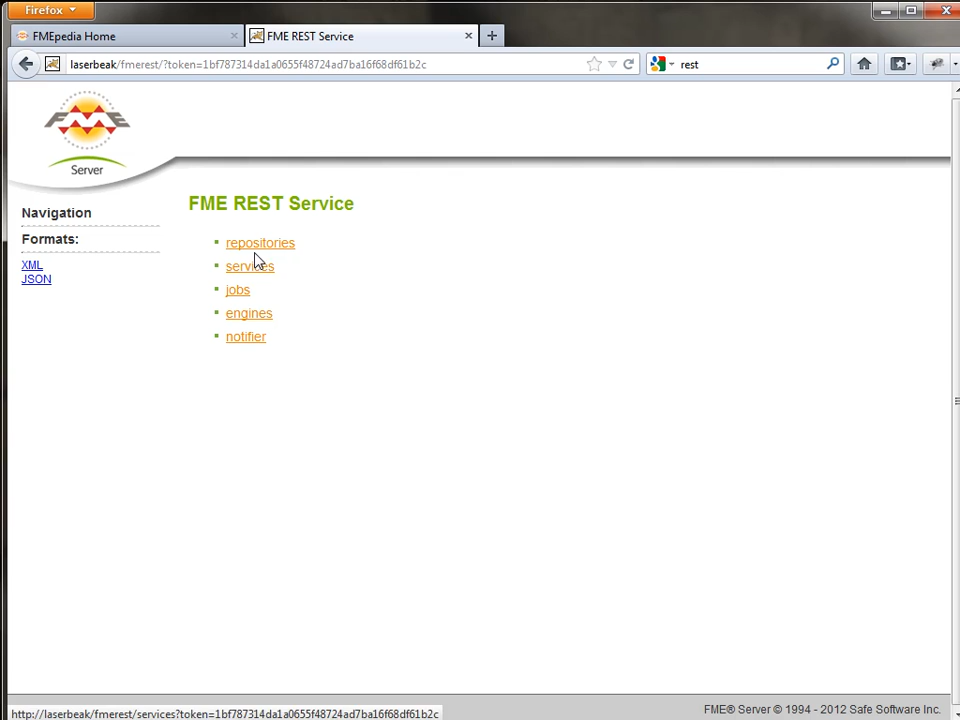 Firefox
FMEpedia Home
FME REST Service
laserbeak/fmerest/?token=1bf787314da1a0655f48724ad7ba16f68df61b2c
rest
FME
Server
Navigation
Formats:
XML
JSON
FME REST Service
repositories
services
jobs
engines
notifier
FME® Server © 1994 - 2012 Safe Software Inc.
http://laserbeak/fmerest/services?token=1bf787314da1a0655f48724ad7ba16f68df61b2c